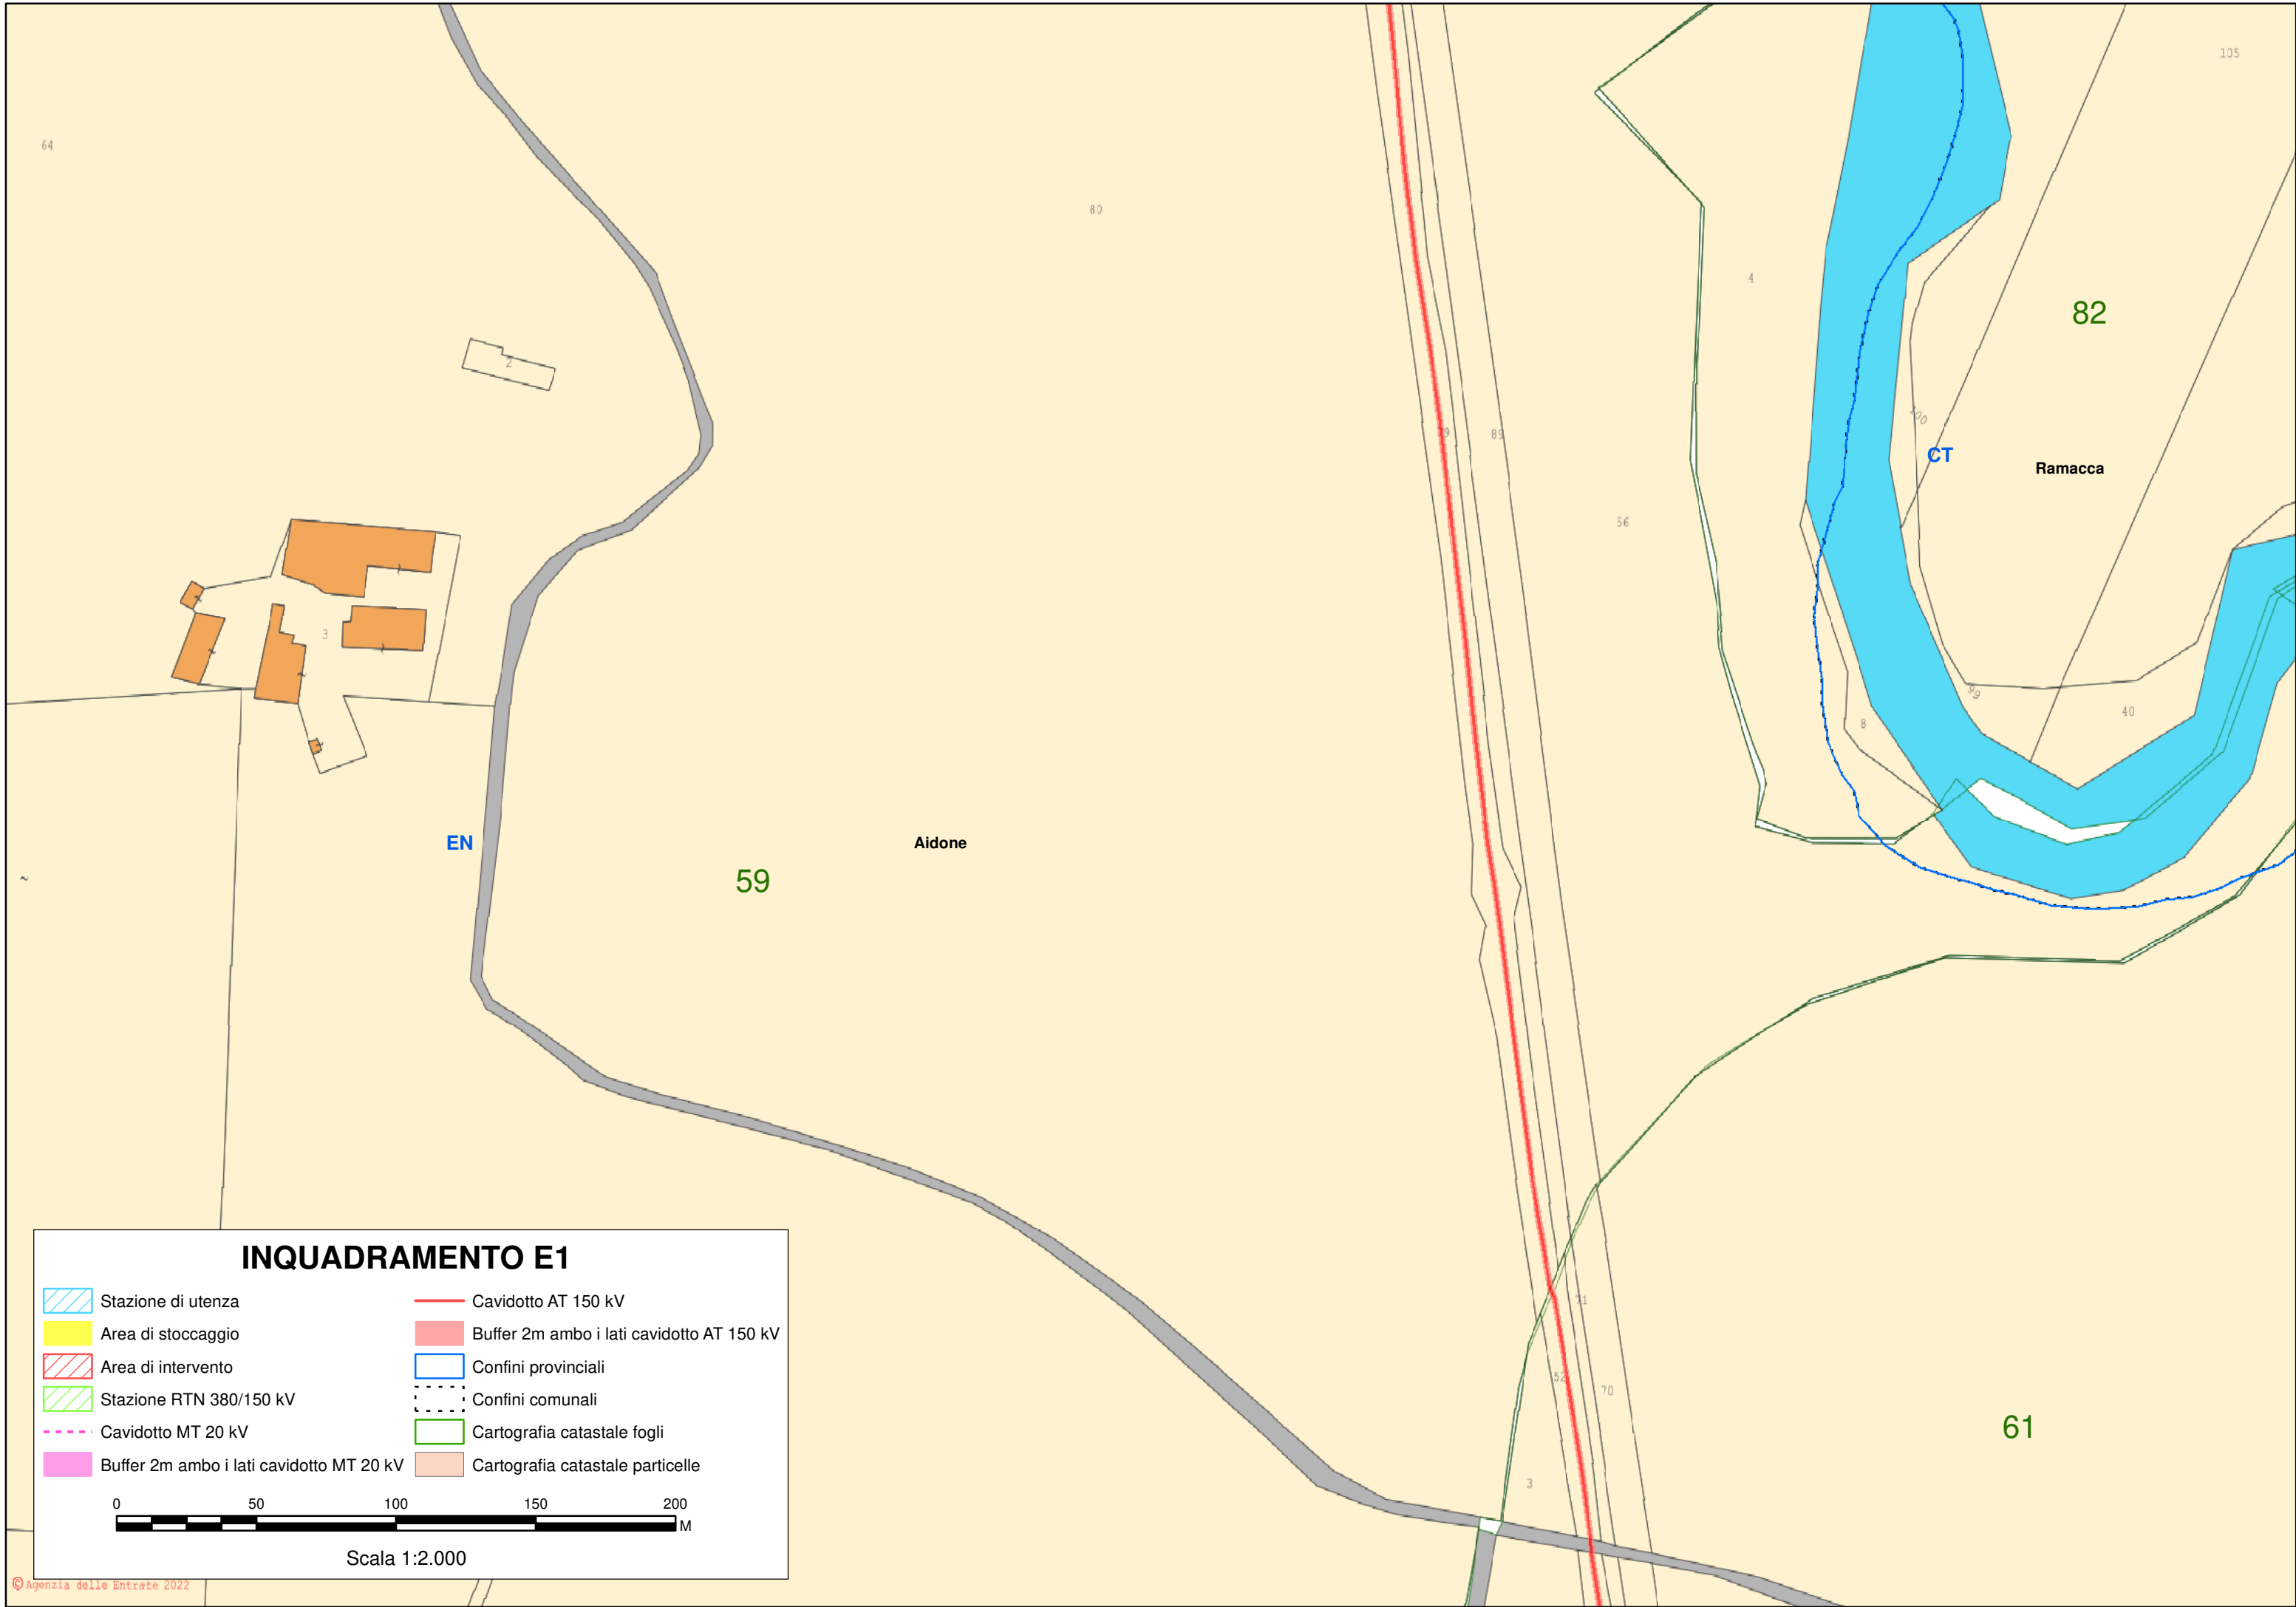 105
64
80
4
82
2
100
CT
Ramacca
79
89
56
3
99
40
8
EN
Aidone
59
71
52
70
61
3
INQUADRAMENTO E1
Stazione di utenza
Area di stoccaggio
Area di intervento
Stazione RTN 380/150 kV
Cavidotto MT 20 kV
Buffer 2m ambo i lati cavidotto MT 20 kV
Cavidotto AT 150 kV
Buffer 2m ambo i lati cavidotto AT 150 kV
Confini provinciali
Confini comunali
Cartografia catastale fogli
Cartografia catastale particelle
0 50 100 150 200
M
Scala 1:2.000
© Agenzia delle Entrate 2022